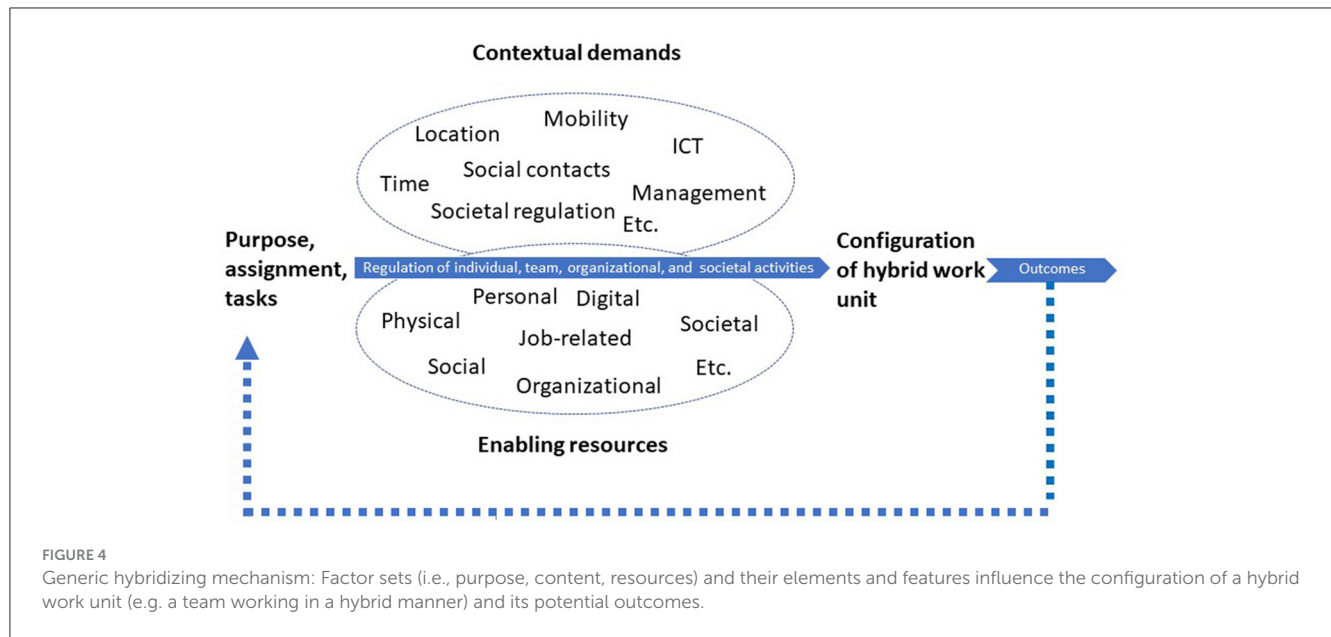 Contextual demands
Mobility
Location
ICT
Social contacts
Time
Management
Societal regulation
Etc.
Purpose,
assignment,
tasks
Regulation of individual, team, organizational, and societal activities
Configuration
of hybrid work
unit
Outcomes
Personal
Digital
Physical
Societal
Job-related
Social
Etc.
Organizational
Enabling resources
FIGURE 4
Generic hybridizing mechanism: Factor sets (i.e., purpose, content, resources) and their elements and features influence the configuration of a hybrid
work unit (e.g. a team working in a hybrid manner) and its potential outcomes.